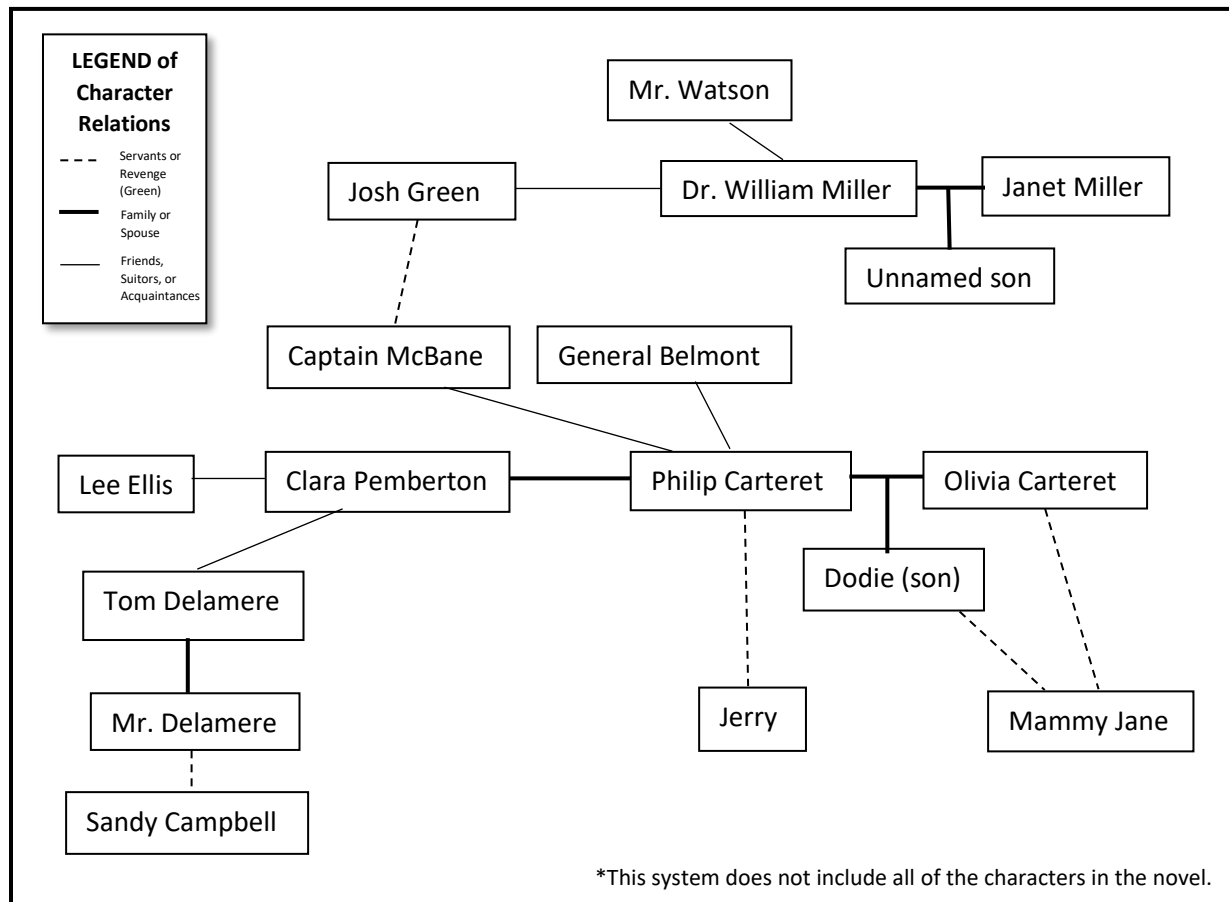 LEGEND of
Character
Relations
Servants or
Revenge
(Green)
Family or
Spouse
Friends,
Suitors, or
Acquaintances
Mr. Watson
Josh Green
Dr. William Miller
Janet Miller
Unnamed son
Captain McBane
General Belmont
Lee Ellis
Clara Pemberton
Philip Carteret
Olivia Carteret
Dodie (son)
Tom Delamere
Jerry
Mammy Jane
Mr. Delamere
Sandy Campbell
*This system does not include all of the characters in the novel.